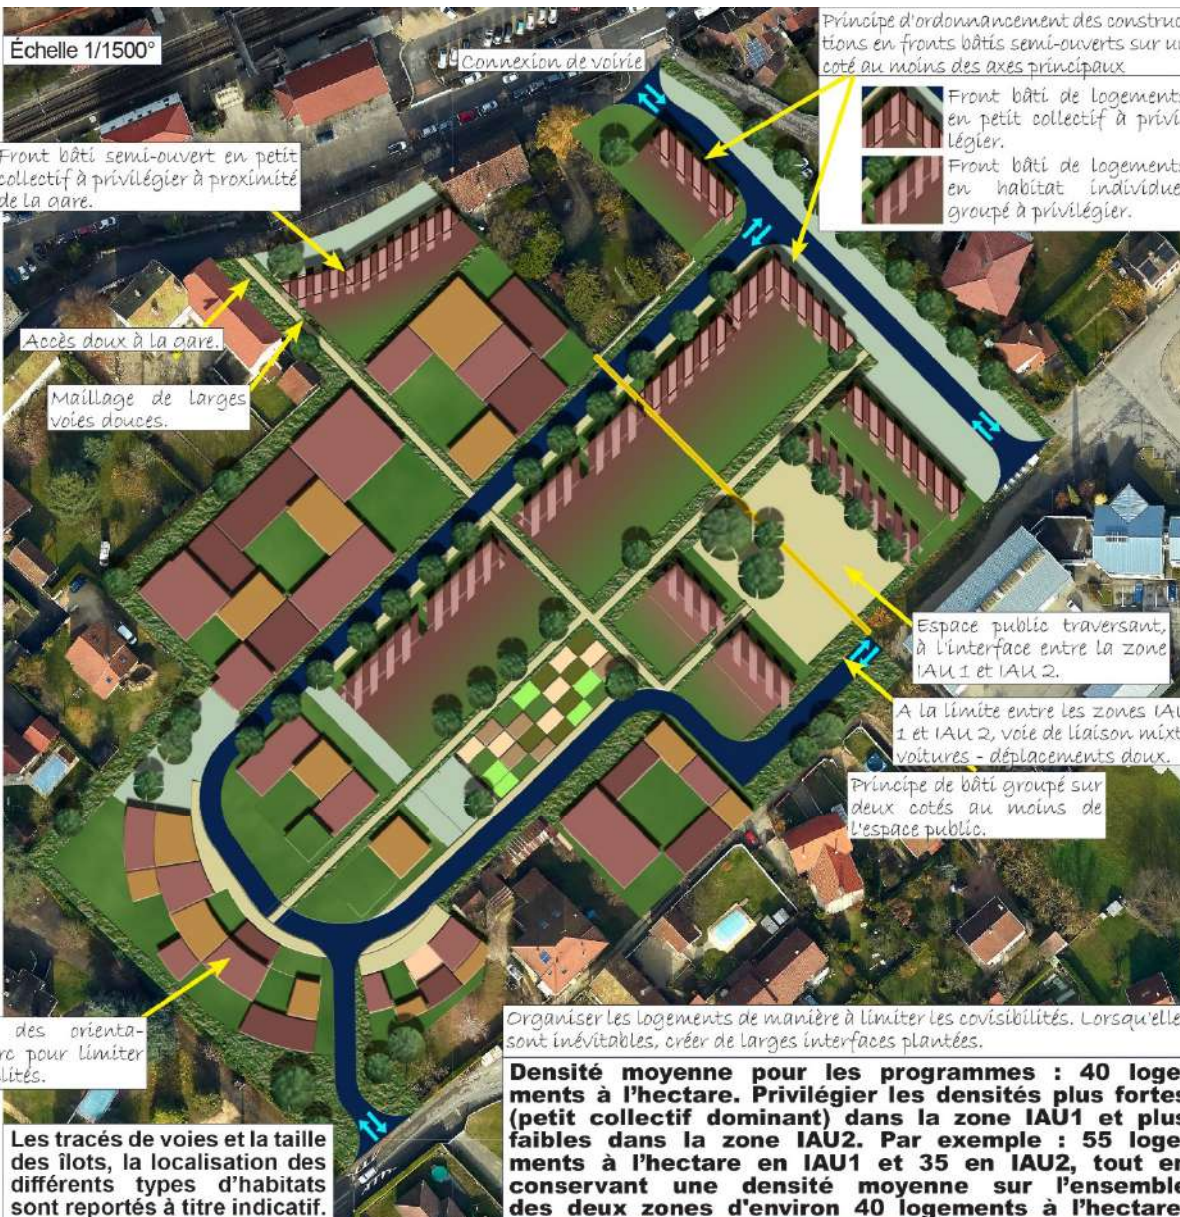 Échelle 1/1500°
Connexion de voirie
Principe d'ordonnancement des construc
tions en fronts bâtis semi-ouverts sur
coté au moins des axes principaux
Front bâti de logement
en petit collectif à privi
légier.
Front bâti de logement
en habitat individue
groupé à privilégier.
Front bâti semi-ouvert en petit
collectif à privilégier à proximité
de la gare.
Accès doux à la gare.
Maillage de larges
voies douces.
Espace public traversant,
à l'interface entre la zone
IAU 1 et IAU 2.
A la limite entre les zones IAU
1 et IAU 2, voie de liaison mixt
voitures - déplacements doux.
Principe de bâti groupé sur
deux cotés au moins de
l'espace public.
des orienta-
rc pour limiter
lités.
Organiser les logements de manière à limiter les covisibilités. Lorsqu'elle
sont inévitables, créer de larges interfaces plantées.
Les tracés de voies et la taille
des îlots, la localisation des
différents types d'habitats
sont reportés à titre indicatif.
Densité moyenne pour les programmes : 40 loge
ments à l'hectare. Privilégier les densités plus fortes
(petit collectif dominant) dans la zone IAU1 et plus
faibles dans la zone IAU2. Par exemple : 55 loge
ments à l'hectare en IAU1 et 35 en IAU2, tout en
conservant une densité moyenne sur l'ensemble
des deux zones d'environ 40 logements à l'hectare